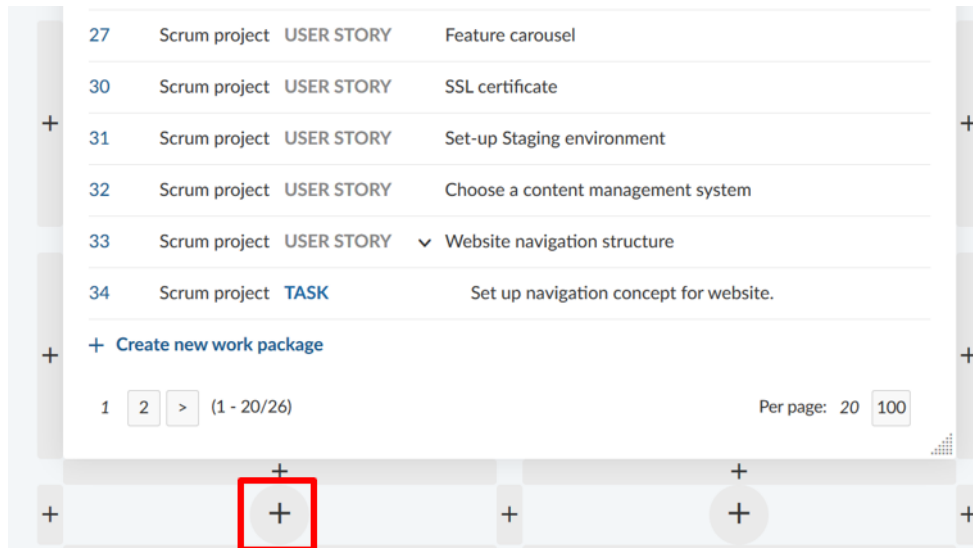 27 Scrum project USER STORY Feature carousel
30 Scrum project USER STORY SSL certificate
+ +
31 Scrum project USER STORY Set-up Staging environment
32 Scrum project USER STORY Choose a content management system
33 Scrum project USER STORY Website navigation structure
34 Scrum project TASK Set up navigation concept for website.
+ Create new work package
+ +
1 2 > (1 - 20/26) Per page: 20 100
+ +
+ + + + +